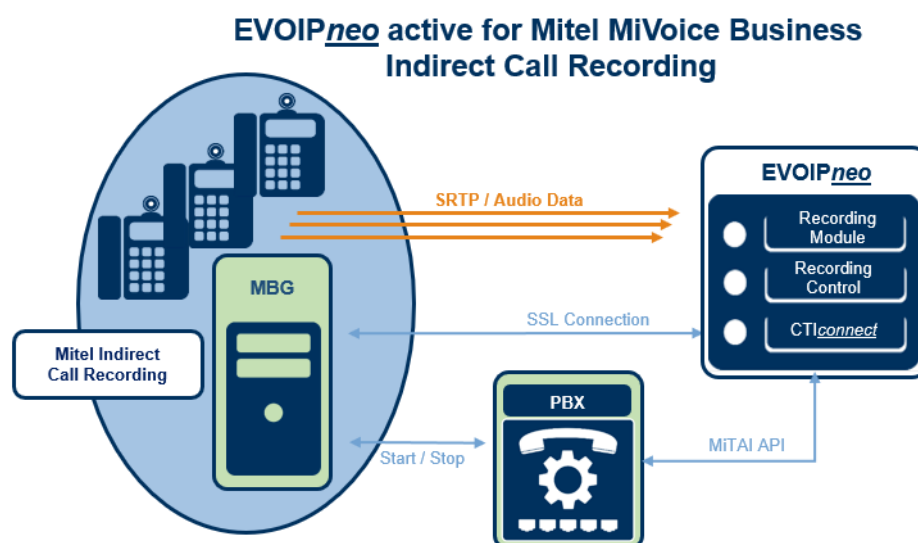 EVOIPneo active for Mitel MiVoice Business
Indirect Call Recording
SRTP / Audio Data
EVOIPneo
Recording
Module
Recording
Control
CTIconnect
MBG
SSL Connection
Mitel Indirect
Call Recording
PBX
Start / Stop
MiTAI API